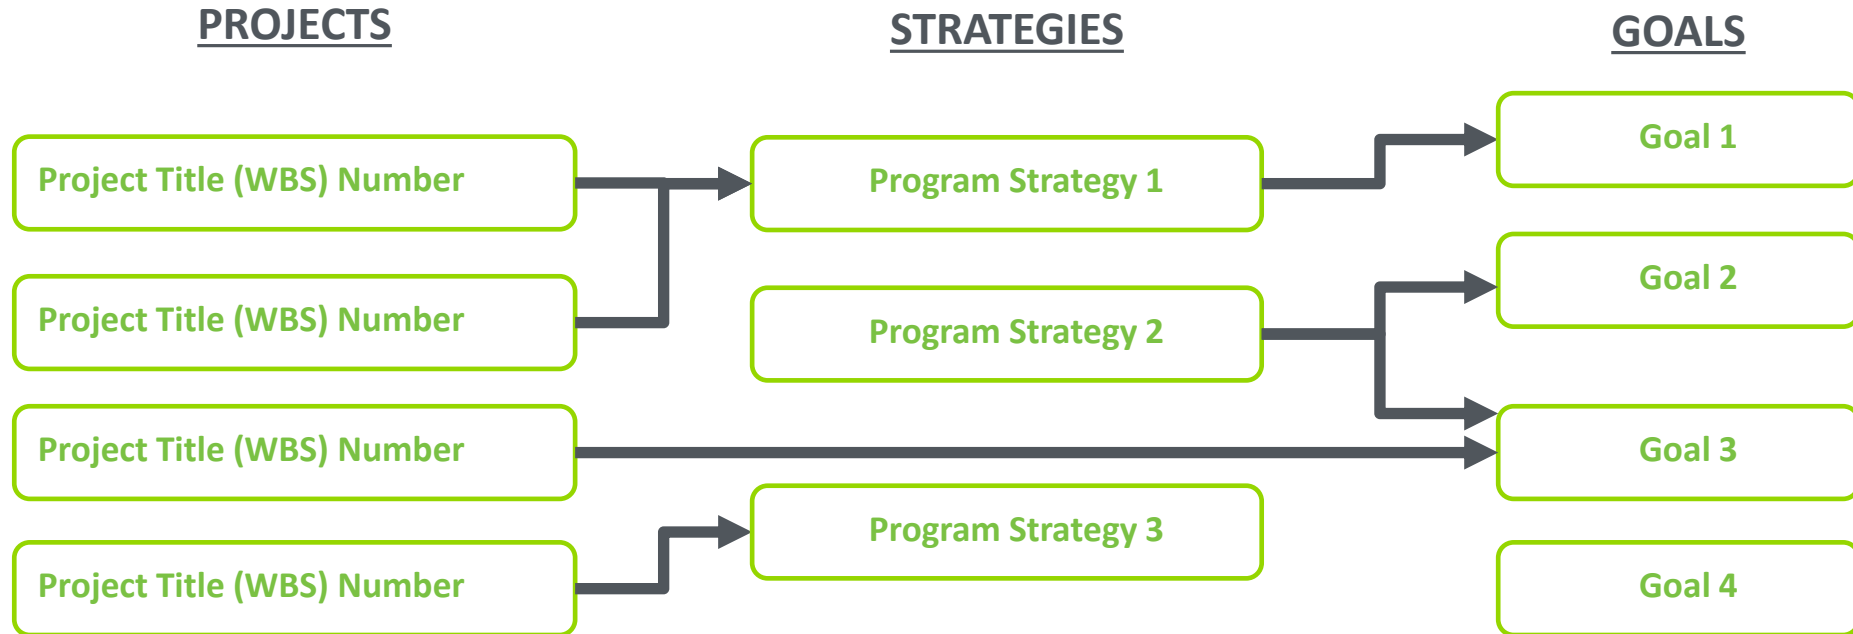 PROJECTS
STRATEGIES
GOALS
Project Title (WBS) Number
Project Title (WBS) Number
Project Title (WBS) Number
Project Title (WBS) Number
Program Strategy 1
Program Strategy 2
Program Strategy 3
Goal 1
Goal 2
Goal 3
Goal 4